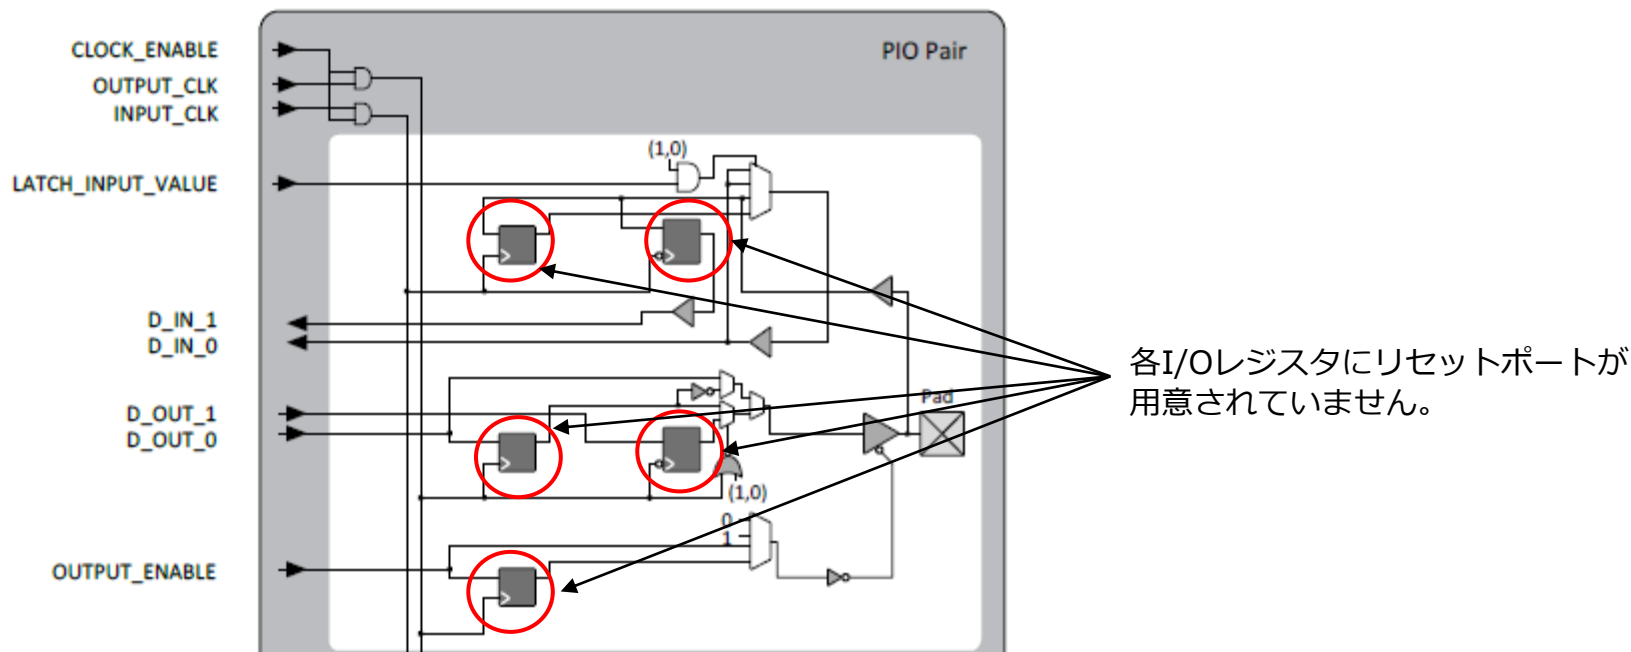 CLOCK_ENABLE
OUTPUT_CLK
INPUT_CLK
PIO Pair
(1,0)
LATCH_INPUT_VALUE
D_IN_1
D_IN_0
各I/Oレジスタにリセットポートが
用意されていません。
Pad
D_OUT_1
D_OUT_0
(1,0)
0
1
OUTPUT_ENABLE